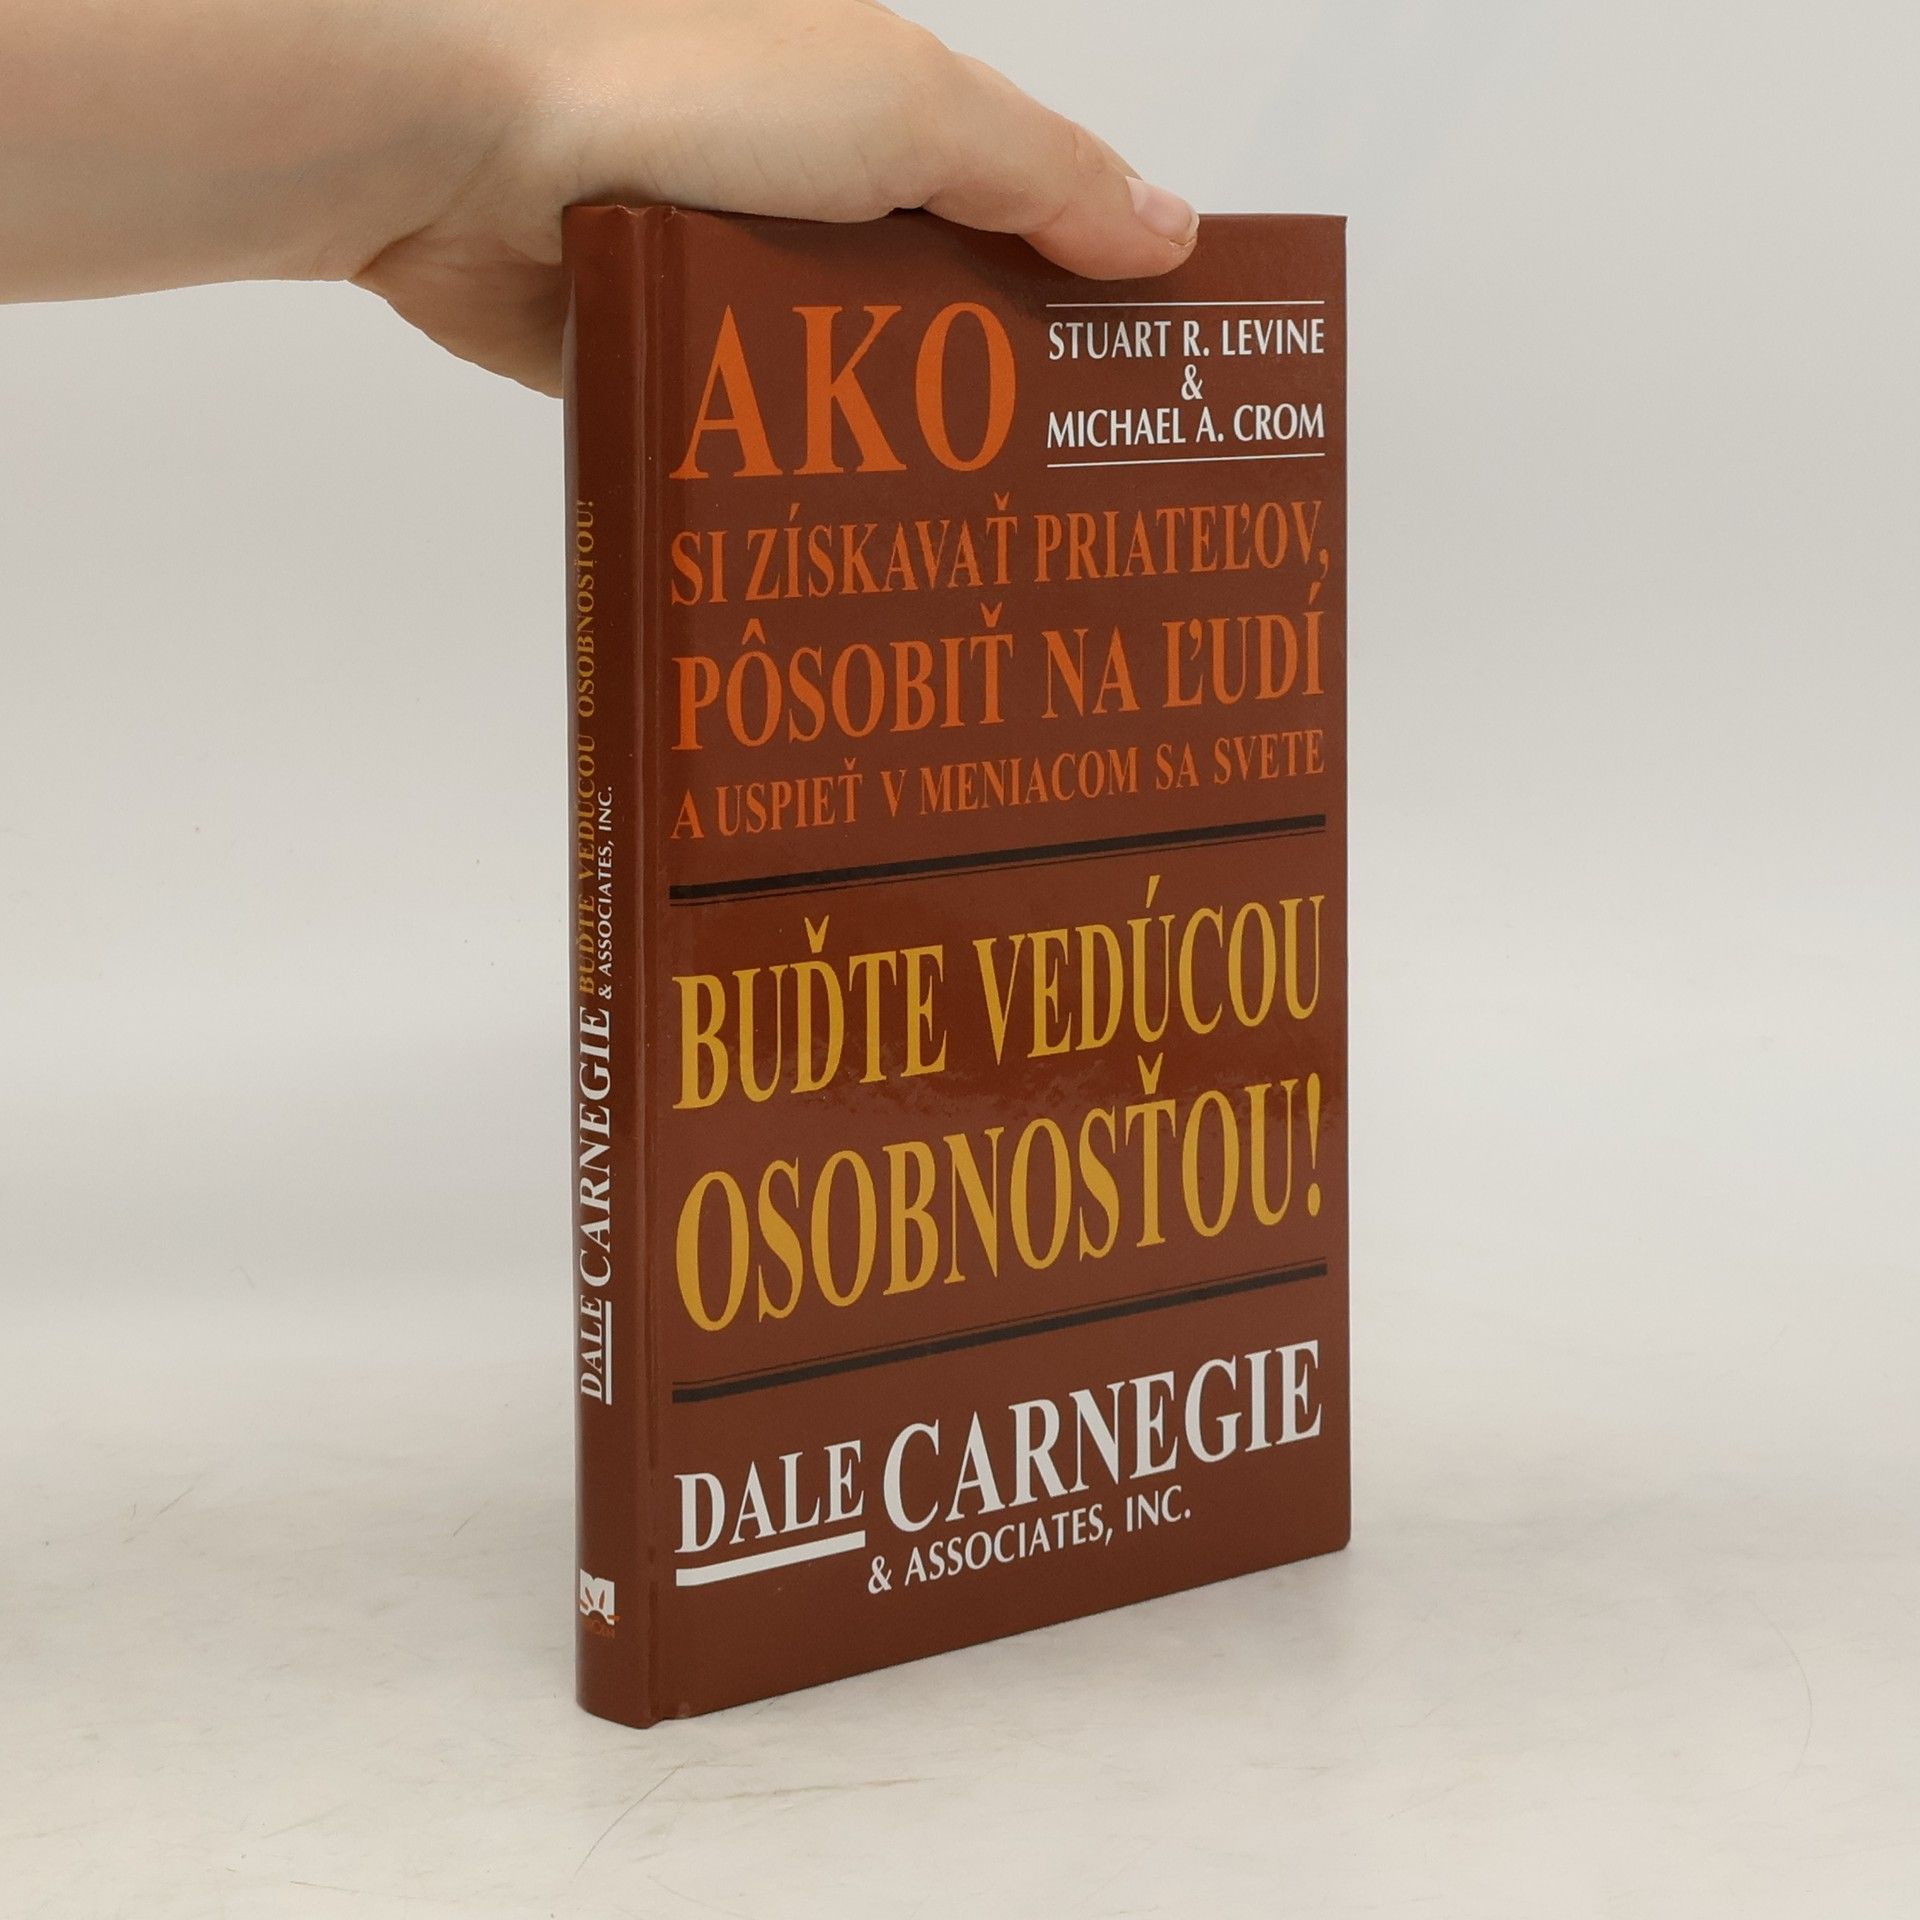 AKO
STUART R. LEVINE
&
MICHAEL A. CROM
SI ZÍSKAVAŤ PRIATEĽOV,
PÔSOBIŤ NA ĽUDÍ
A USPIEŤ V MENIACOM SA SVETE
BUĎTE VEDÚCOU
OSOBNOSŤOU!
DALE CARNEGIE
& ASSOCIATES, INC.
DALE CARNEGIE BUĎTE VEDÚCOU OSOBNOSŤOU!
& ASSOCIATES, INC.